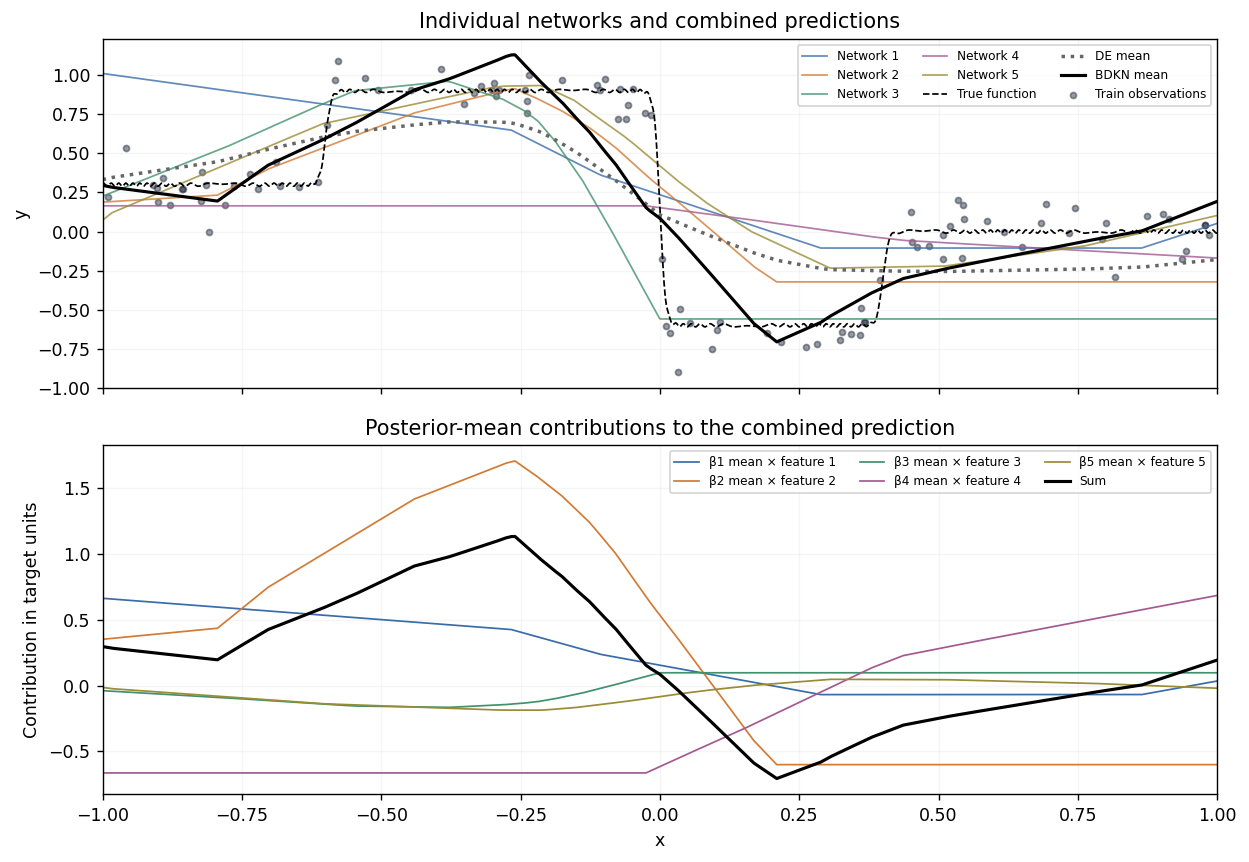 Individual networks and combined predictions
1.00
0.75
0.50
0.25
0.00
−0.25
−0.50
−0.75
−1.00
y
Network 1 Network 4 DE mean
Network 2 Network 5 BDKN mean
Network 3 True function Train observations
Posterior-mean contributions to the combined prediction
1.5
1.0
0.5
0.0
−0.5
Contribution in target units
β1 mean × feature 1 β3 mean × feature 3 β5 mean × feature 5
β2 mean × feature 2 β4 mean × feature 4 Sum
−1.00 −0.75 −0.50 −0.25 0.00 0.25 0.50 0.75 1.00
x